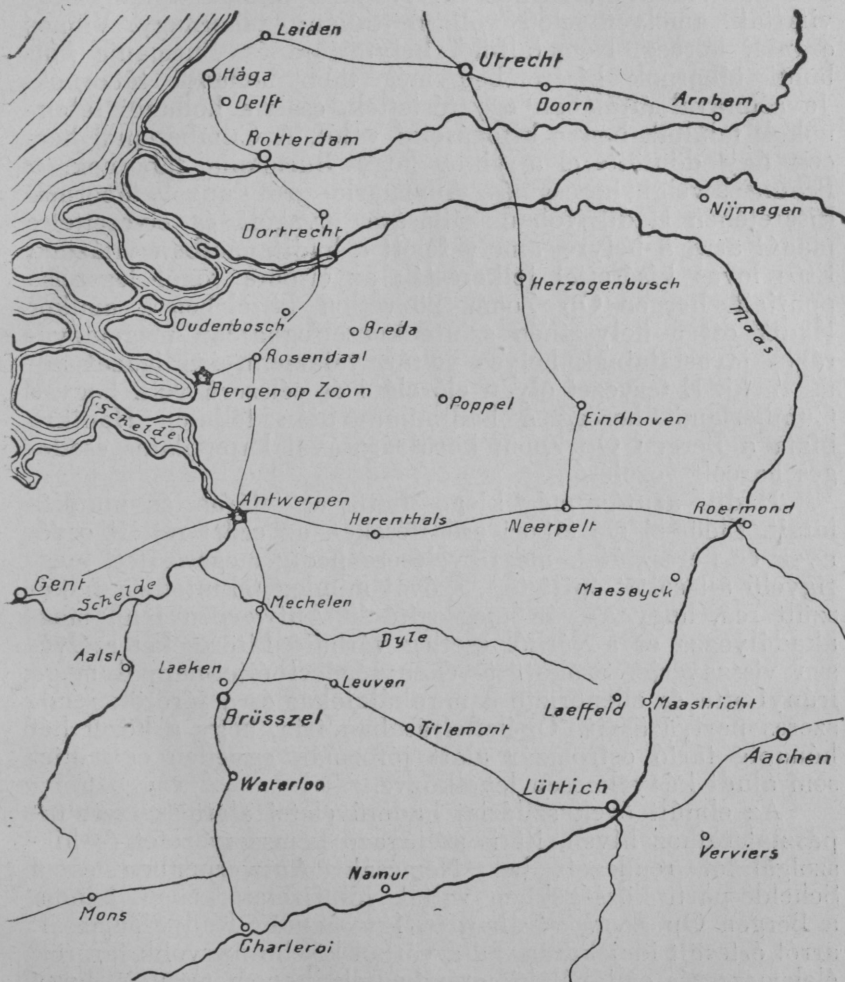 Leiden
Utrecht
Håga
Delft
Doorn
Arnhem
Rotterdam
Nijmegen
Dortrecht
Herzogenbusch
Maas
Oudenbosch
Breda
Rosendaal
Bergen op Zoom
Poppel
Eindhoven
Schelde
Antwerpen
Herenthals
Neerpelt
Roermond
Gent
Schelde
Mechelen
Maeseyck
Dyle
Aalst
Laeken
Leuven
Laeffeld
Maastricht
Brüsszel
Tirlemont
Aachen
Waterloo
Lüttich
Verviers
Namur
Mons
Charleroi